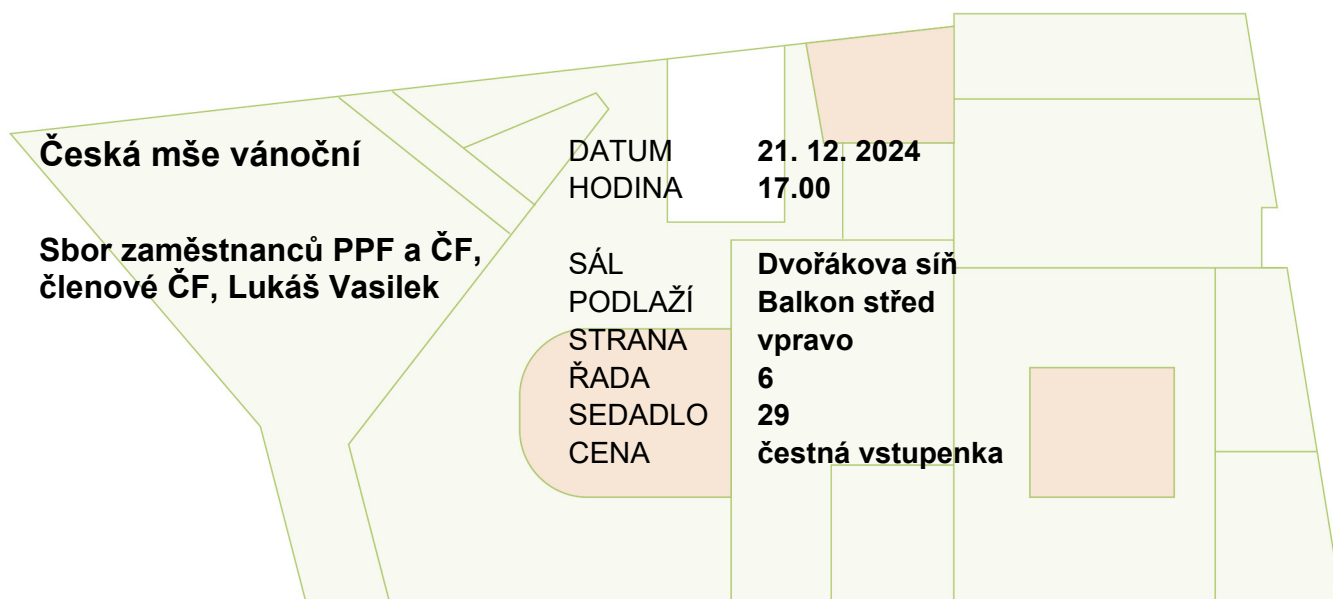 Česká mše vánoční
Sbor zaměstnanců PPF a ČF,
členové ČF, Lukáš Vasilek
DATUM 21. 12. 2024
HODINA 17.00
SÁL Dvořákova síň
PODLAŽÍ Balkon střed
STRANA vpravo
ŘADA 6
SEDADLO 29
CENA čestná vstupenka